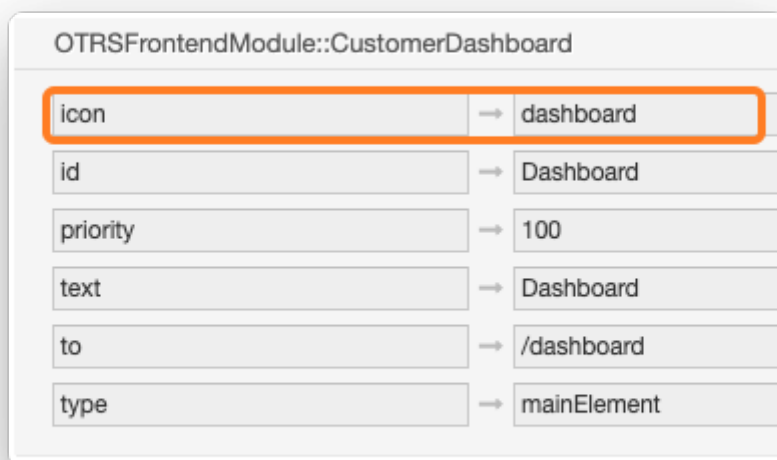 OTRSFrontendModule::CustomerDashboard
icon → dashboard
id → Dashboard
priority → 100
text → Dashboard
to → /dashboard
type → mainElement